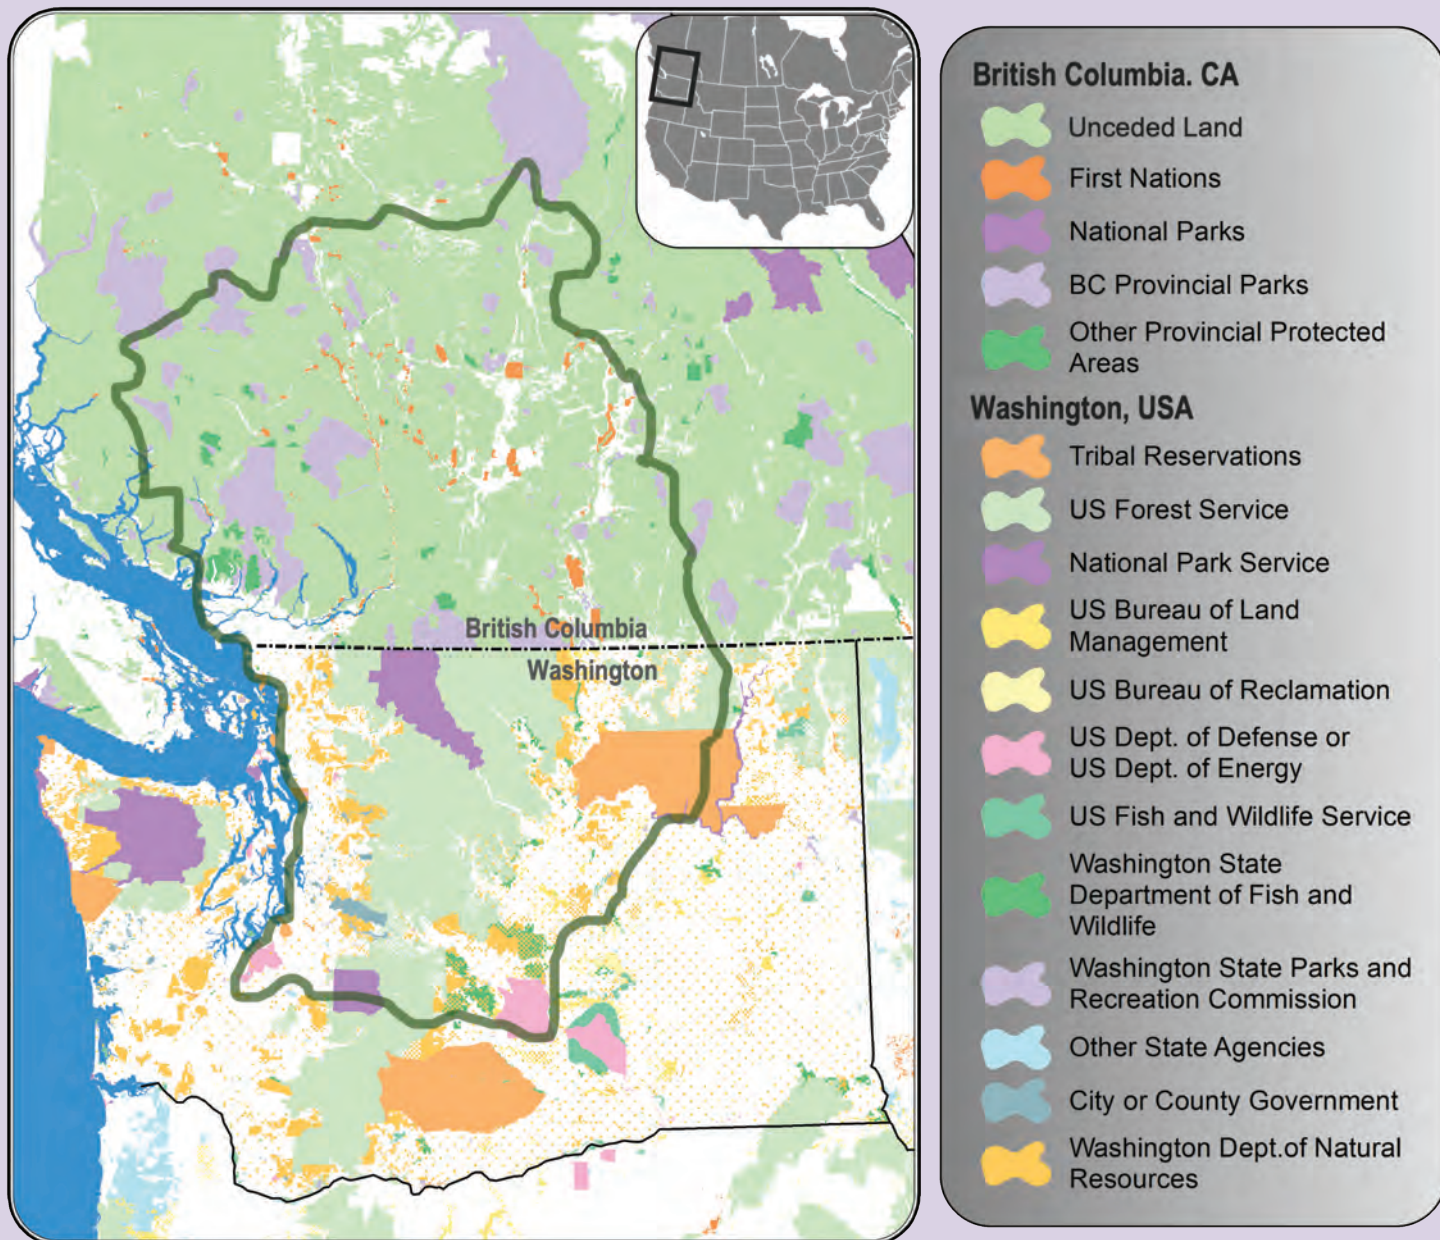 British Columbia
Washington
British Columbia. CA
Unceded Land
First Nations
National Parks
BC Provincial Parks
Other Provincial Protected
Areas
Washington, USA
Tribal Reservations
US Forest Service
National Park Service
US Bureau of Land
Management
US Bureau of Reclamation
US Dept. of Defense or
US Dept. of Energy
US Fish and Wildlife Service
Washington State
Department of Fish and
Wildlife
Washington State Parks and
Recreation Commission
Other State Agencies
City or County Government
Washington Dept.of Natural
Resources